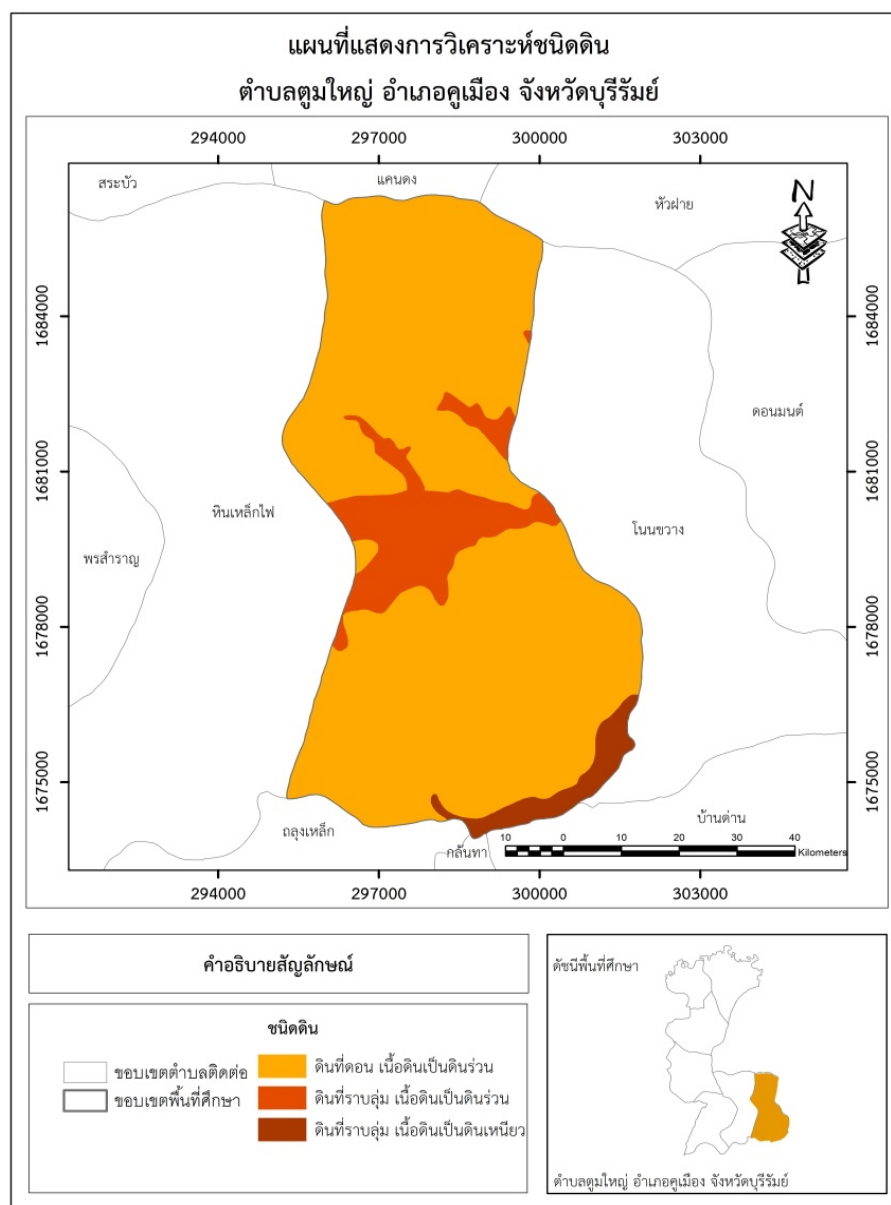 แผนที่แสดงการวิเคราะห์ชนิดดิน
ตำบลตูมใหญ่ อำเภอคูเมือง จังหวัดบุรีรัมย์
294000 297000 300000 303000
สระบัว
แคนดง
หัวฝาย
N
1684000
1684000
ดอนมนต์
1681000
1681000
หินเหล็กไฟ
โนนขวาง
พรสำราญ
1678000
1678000
1675000
1675000
ถลุงเหล็ก
กลันทา
บ้านด่าน
10 0 10 20 30 40
Kilometers
294000 297000 300000 303000
คำอธิบายสัญลักษณ์
ชนิดดิน
ขอบเขตตำบลติดต่อ
ขอบเขตพื้นที่ศึกษา
ดินที่ดอน เนื้อดินเป็นดินร่วน
ดินที่ราบลุ่ม เนื้อดินเป็นดินร่วน
ดินที่ราบลุ่ม เนื้อดินเป็นดินเหนียว
ดัชนีพื้นที่ศึกษา
ตำบลตูมใหญ่ อำเภอคูเมือง จังหวัดบุรีรัมย์